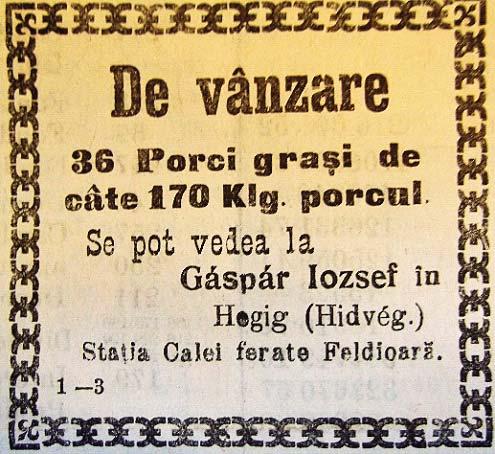 De vânzare
36 Porci grași de
câte 170 Klg. porcul.
Se pot vedea la
Gáspár Iozsef în
Hegig (Hidvég.)
Stația Calei ferate Feldioară.
1—3